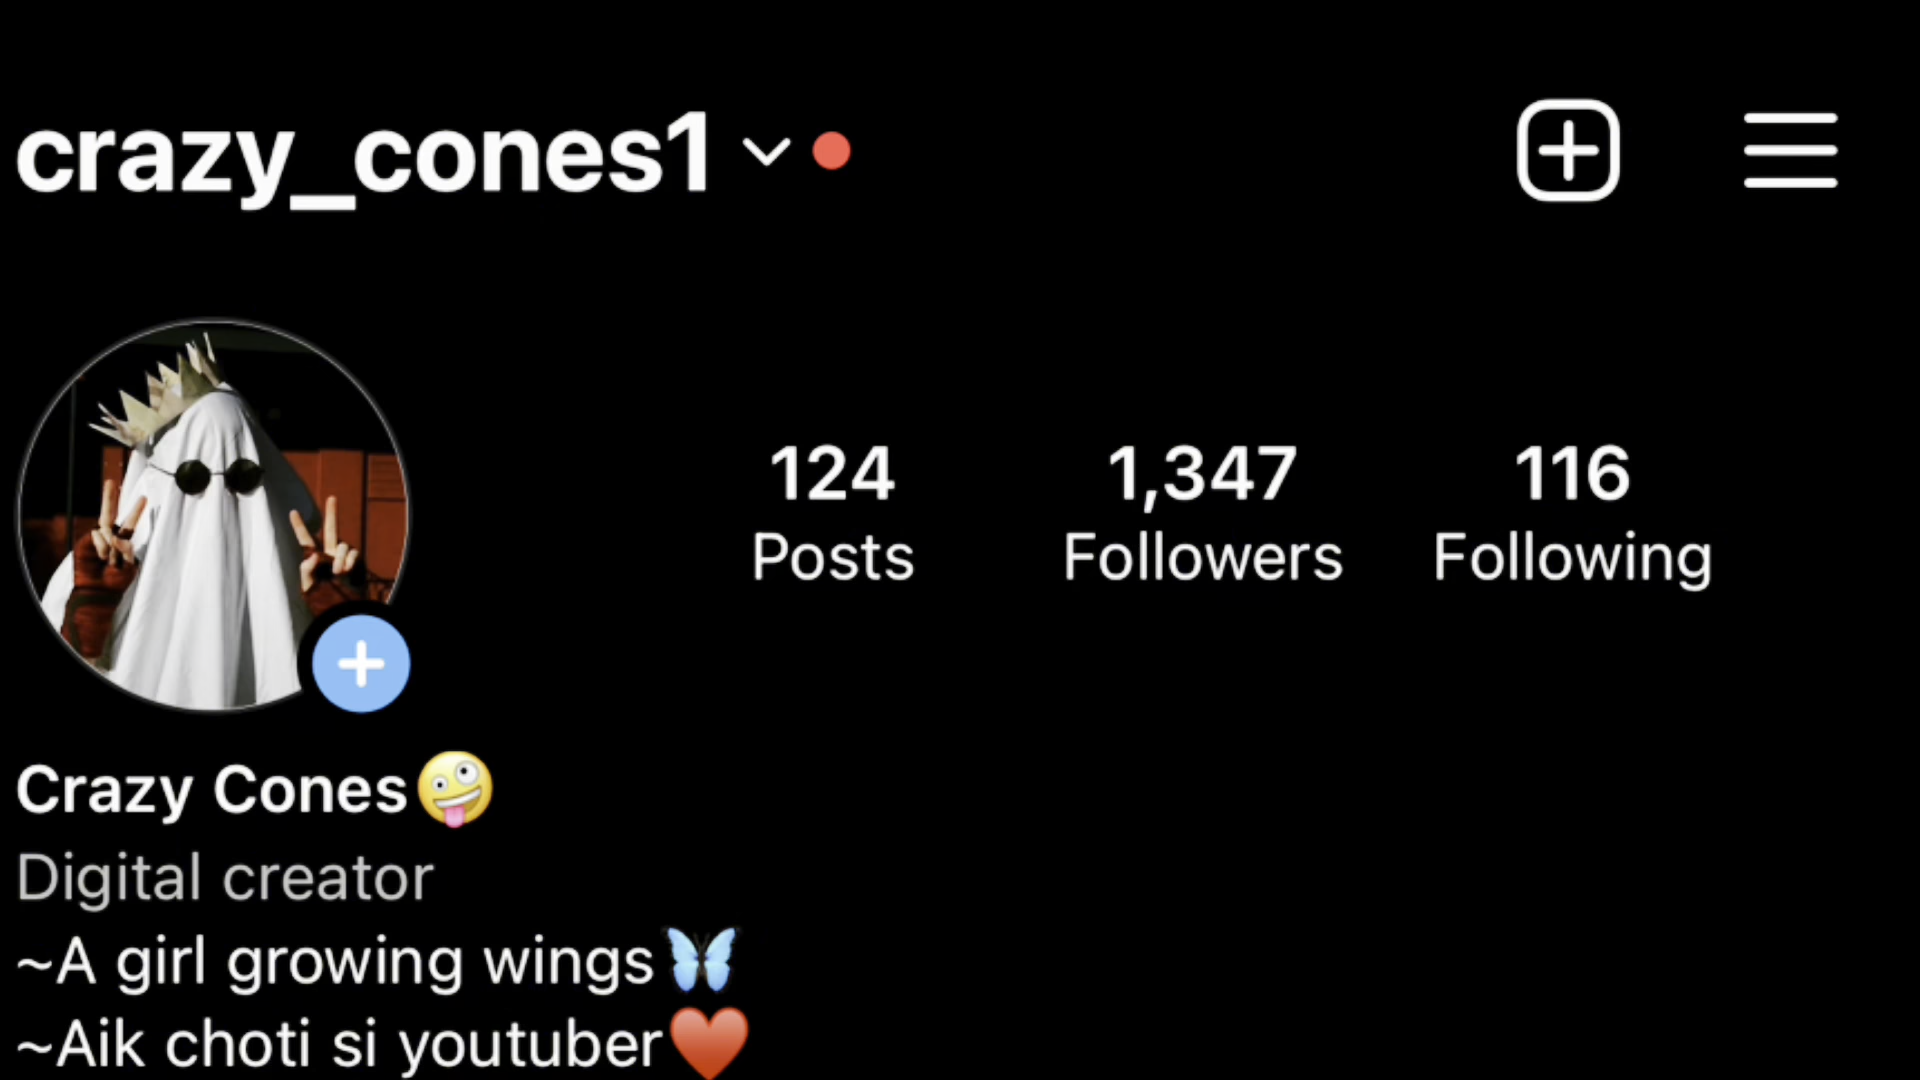 crazy_cones1
124 1,347 116
Posts Followers Following
Crazy Cones🤪
Digital creator
~A girl growing wings🦋
~Aik choti si youtuber♥️